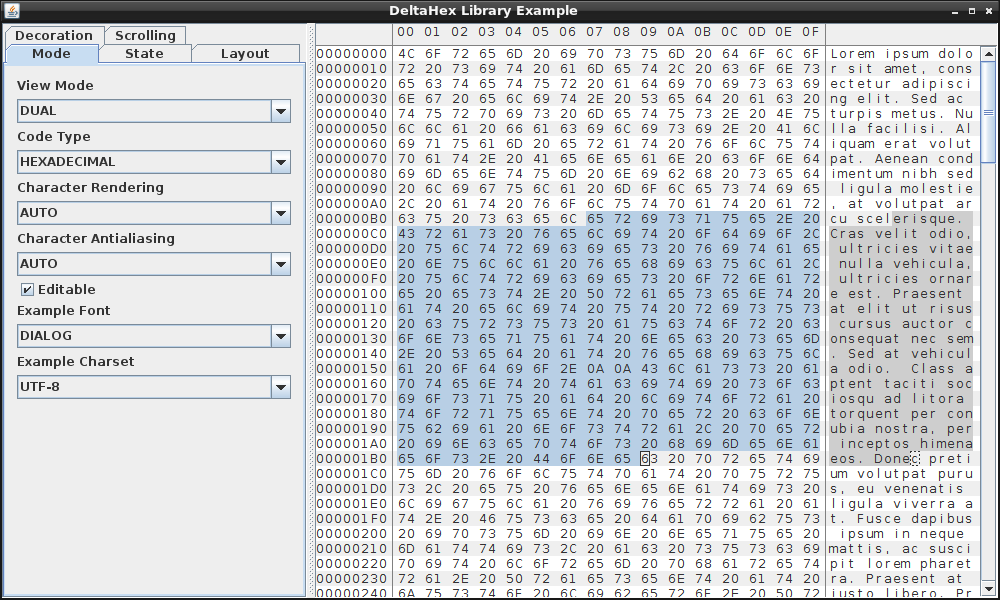 DeltaHex Library Example
Decoration Scrolling
Mode State Layout
View Mode
DUAL
Code Type
HEXADECIMAL
Character Rendering
AUTO
Character Antialiasing
AUTO
Editable
Example Font
DIALOG
Example Charset
UTF-8
00 01 02 03 04 05 06 07 08 09 0A 0B 0C 0D 0E 0F
00000000 4C 6F 72 65 6D 20 69 70 73 75 6D 20 64 6F 6C 6F Lorem ipsum dolo
00000010 72 20 73 69 74 20 61 6D 65 74 2C 20 63 6F 6E 73 r sit amet, cons
00000020 65 63 74 65 74 75 72 20 61 64 69 70 69 73 63 69 ectetur adipisci
00000030 6E 67 20 65 6C 69 74 2E 20 53 65 64 20 61 63 20 ng elit. Sed ac
00000040 74 75 72 70 69 73 20 6D 65 74 75 73 2E 20 4E 75 turpis metus. Nu
00000050 6C 6C 61 20 66 61 63 69 6C 69 73 69 2E 20 41 6C lla facilisi. Al
00000060 69 71 75 61 6D 20 65 72 61 74 20 76 6F 6C 75 74 iquam erat volut
00000070 70 61 74 2E 20 41 65 6E 65 61 6E 20 63 6F 6E 64 pat. Aenean cond
00000080 69 6D 65 6E 74 75 6D 20 6E 69 62 68 20 73 65 64 imentum nibh sed
00000090 20 6C 69 67 75 6C 61 20 6D 6F 6C 65 73 74 69 65 ligula molestie
000000A0 2C 20 61 74 20 76 6F 6C 75 74 70 61 74 20 61 72 , at volutpat ar
000000B0 63 75 20 73 63 65 6C 65 72 69 73 71 75 65 2E 20 cu scelerisque.
000000C0 43 72 61 73 20 76 65 6C 69 74 20 6F 64 69 6F 2C Cras velit odio,
000000D0 20 75 6C 74 72 69 63 69 65 73 20 76 69 74 61 65 ultricies vitae
000000E0 20 6E 75 6C 6C 61 20 76 65 68 69 63 75 6C 61 2C nulla vehicula,
000000F0 20 75 6C 74 72 69 63 69 65 73 20 6F 72 6E 61 72 ultricies ornar
00000100 65 20 65 73 74 2E 20 50 72 61 65 73 65 6E 74 20 e est. Praesent
00000110 61 74 20 65 6C 69 74 20 75 74 20 72 69 73 75 73 at elit ut risus
00000120 20 63 75 72 73 75 73 20 61 75 63 74 6F 72 20 63 cursus auctor c
00000130 6F 6E 73 65 71 75 61 74 20 6E 65 63 20 73 65 6D onsequat nec sem
00000140 2E 20 53 65 64 20 61 74 20 76 65 68 69 63 75 6C . Sed at vehicul
00000150 61 20 6F 64 69 6F 2E 0A 0A 43 6C 61 73 73 20 61 a odio. Class a
00000160 70 74 65 6E 74 20 74 61 63 69 74 69 20 73 6F 63 ptent taciti soc
00000170 69 6F 73 71 75 20 61 64 20 6C 69 74 6F 72 61 20 iosqu ad litora
00000180 74 6F 72 71 75 65 6E 74 20 70 65 72 20 63 6F 6E torquent per con
00000190 75 62 69 61 20 6E 6F 73 74 72 61 2C 20 70 65 72 ubia nostra, per
000001A0 20 69 6E 63 65 70 74 6F 73 20 68 69 6D 65 6E 61 inceptos himena
000001B0 65 6F 73 2E 20 44 6F 6E 65 63 20 70 72 65 74 69 eos. Donec preti
000001C0 75 6D 20 76 6F 6C 75 74 70 61 74 20 70 75 72 75 um volutpat puru
000001D0 73 2C 20 65 75 20 76 65 6E 65 6E 61 74 69 73 20 s, eu venenatis
000001E0 6C 69 67 75 6C 61 20 76 69 76 65 72 72 61 20 61 ligula viverra a
000001F0 74 2E 20 46 75 73 63 65 20 64 61 70 69 62 75 73 t. Fusce dapibus
00000200 20 69 70 73 75 6D 20 69 6E 20 6E 65 71 75 65 20 ipsum in neque
00000210 6D 61 74 74 69 73 2C 20 61 63 20 73 75 73 63 69 mattis, ac susci
00000220 70 69 74 20 6C 6F 72 65 6D 20 70 68 61 72 65 74 pit lorem pharet
00000230 72 61 2E 20 50 72 61 65 73 65 6E 74 20 61 74 20 ra. Praesent at
00000240 6A 75 73 74 6F 20 6C 69 62 65 72 6F 2E 20 50 72 justo libero. Pr